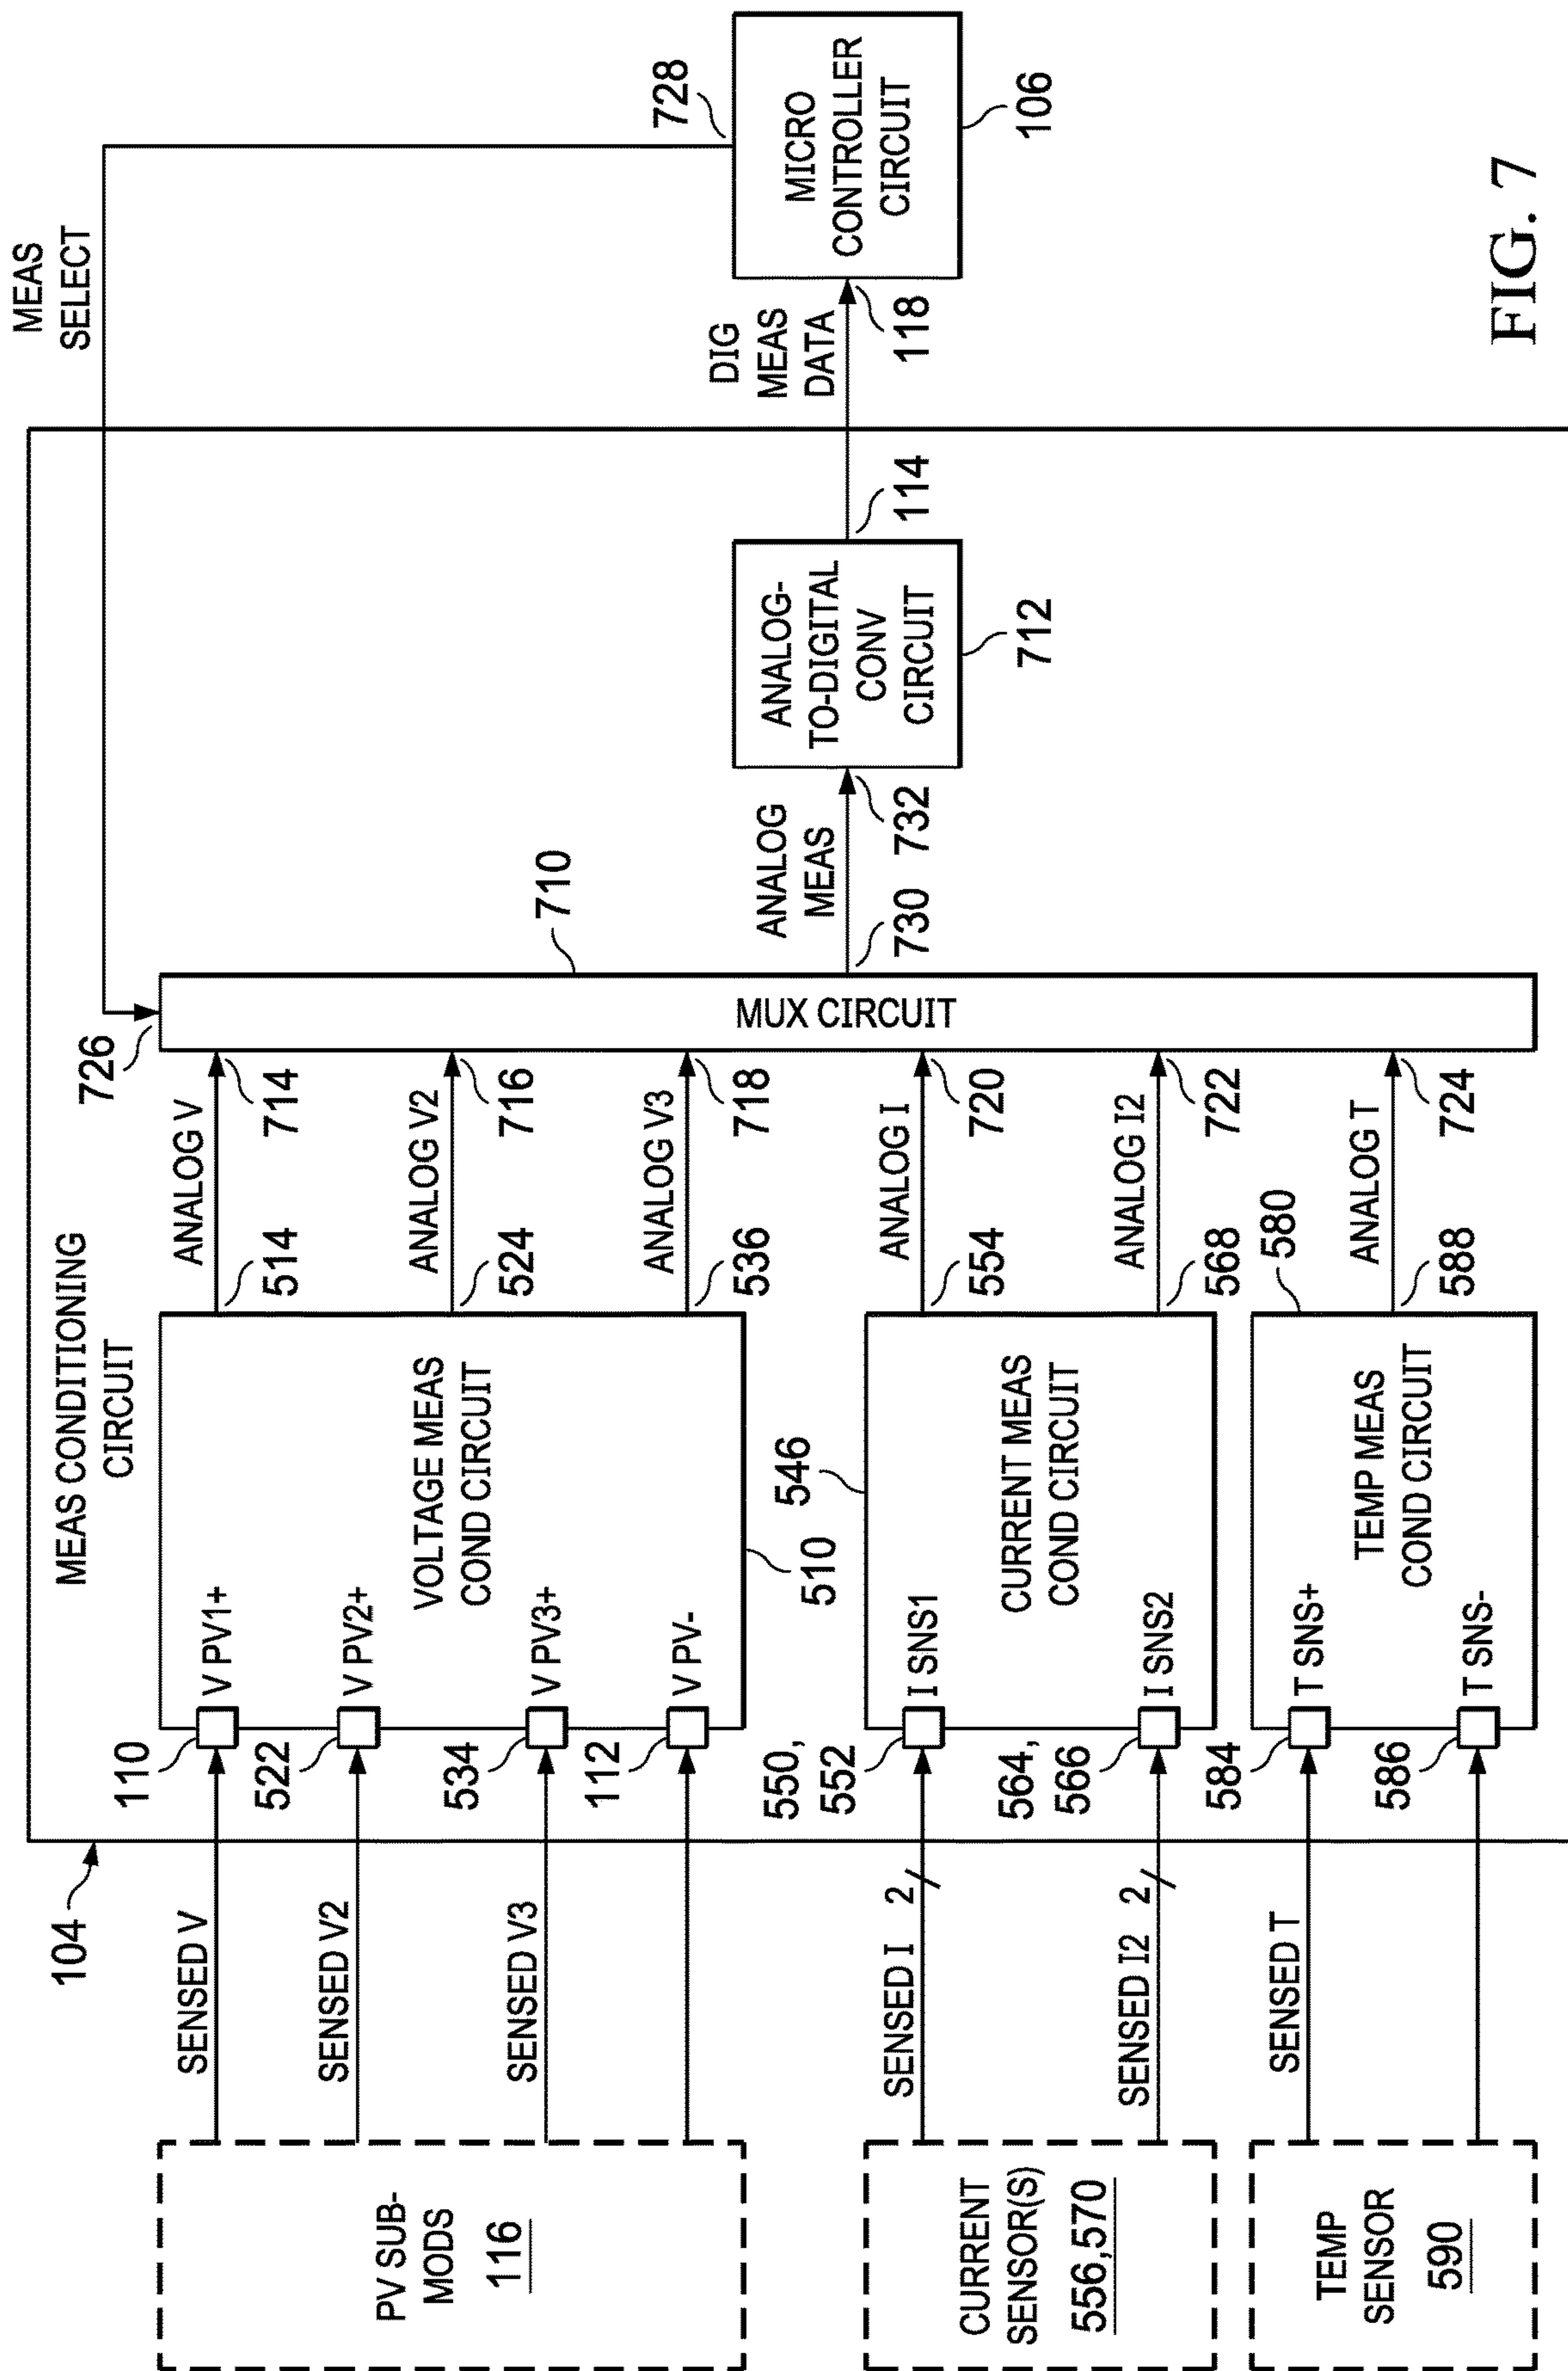 MEAS
SELECT
MEAS CONDITIONING
CIRCUIT
104
PV SUB-
MODS
116
SENSED V
SENSED V2
SENSED V3
110
522
534
112
V PV1+
V PV2+
V PV3+
V PV-
VOLTAGE MEAS
COND CIRCUIT
510
514
524
536
ANALOG V
ANALOG V2
ANALOG V3
714
716
718
726
CURRENT
SENSOR(S)
556,570
SENSED I
2
SENSED I2
2
550,
552
564,
566
I SNS1
I SNS2
CURRENT MEAS
COND CIRCUIT
546
554
568
ANALOG I
ANALOG I2
720
722
TEMP
SENSOR
590
SENSED T
584
586
T SNS+
T SNS-
TEMP MEAS
COND CIRCUIT
580
588
ANALOG T
724
MUX CIRCUIT
710
730
ANALOG
MEAS
732
ANALOG-
TO-DIGITAL
CONV
CIRCUIT
712
114
DIG
MEAS
DATA
118
728
MICRO
CONTROLLER
CIRCUIT
106
FIG. 7